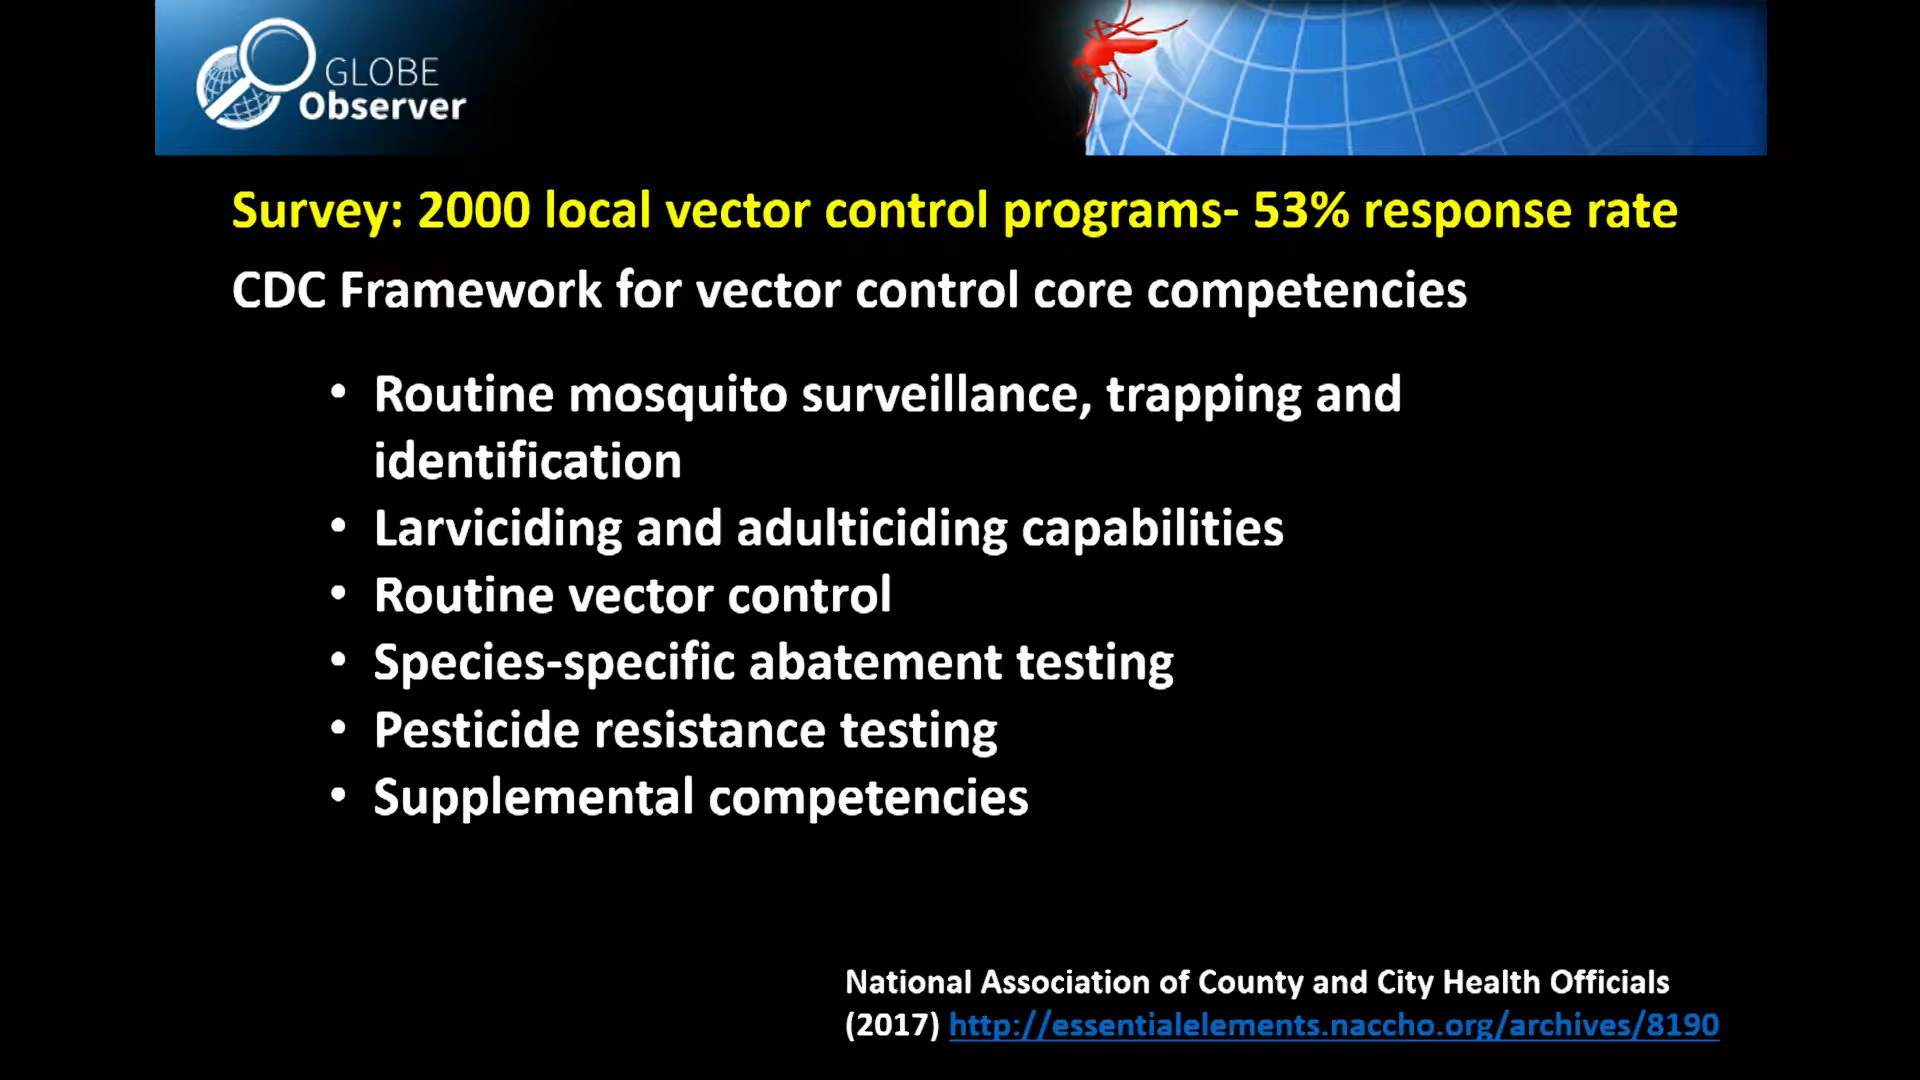 GLOBE
Observer
Survey: 2000 local vector control programs- 53% response rate
CDC Framework for vector control core competencies
• Routine mosquito surveillance, trapping and
identification
• Larviciding and adulticiding capabilities
• Routine vector control
• Species-specific abatement testing
• Pesticide resistance testing
• Supplemental competencies
National Association of County and City Health Officials
(2017) http://essentialelements.naccho.org/archives/8190